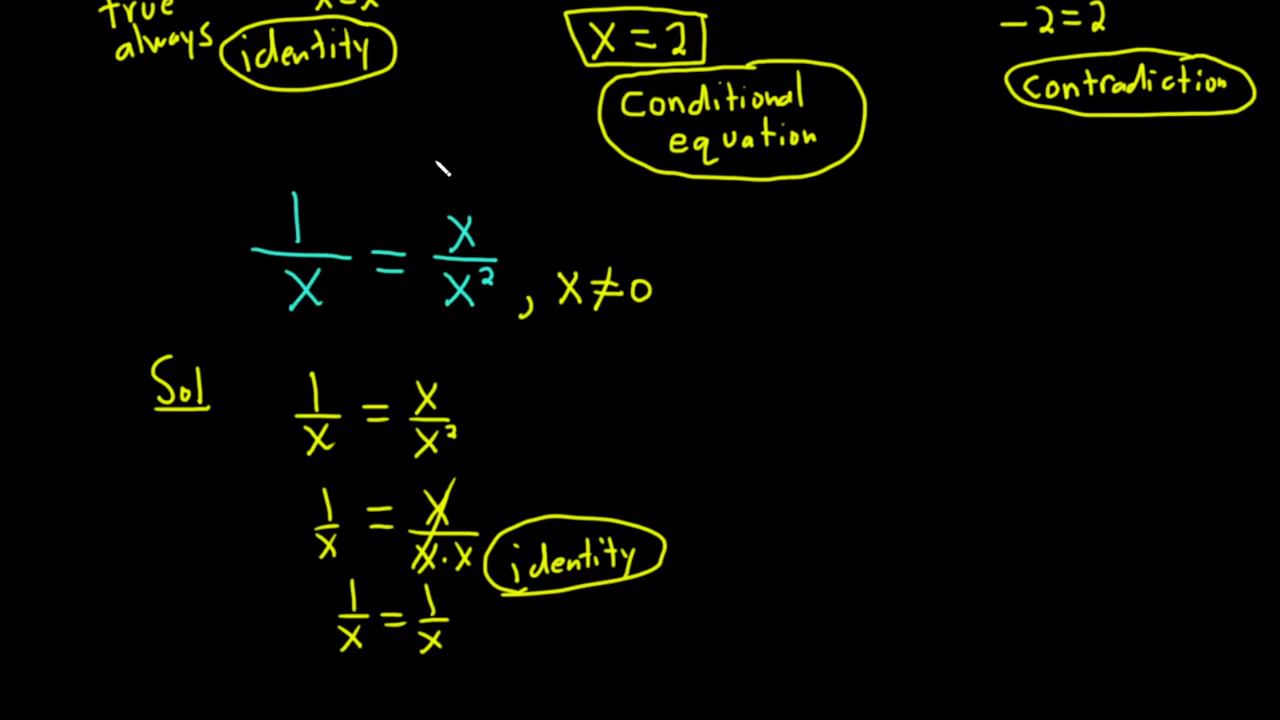 true
always
x = x
identity
x = 2
Conditional
equation
-2 = 2
contradiction
1/x = x/x², x ≠ 0
Sol
1/x = x/x²
1/x = x/x·x
identity
1/x = 1/x